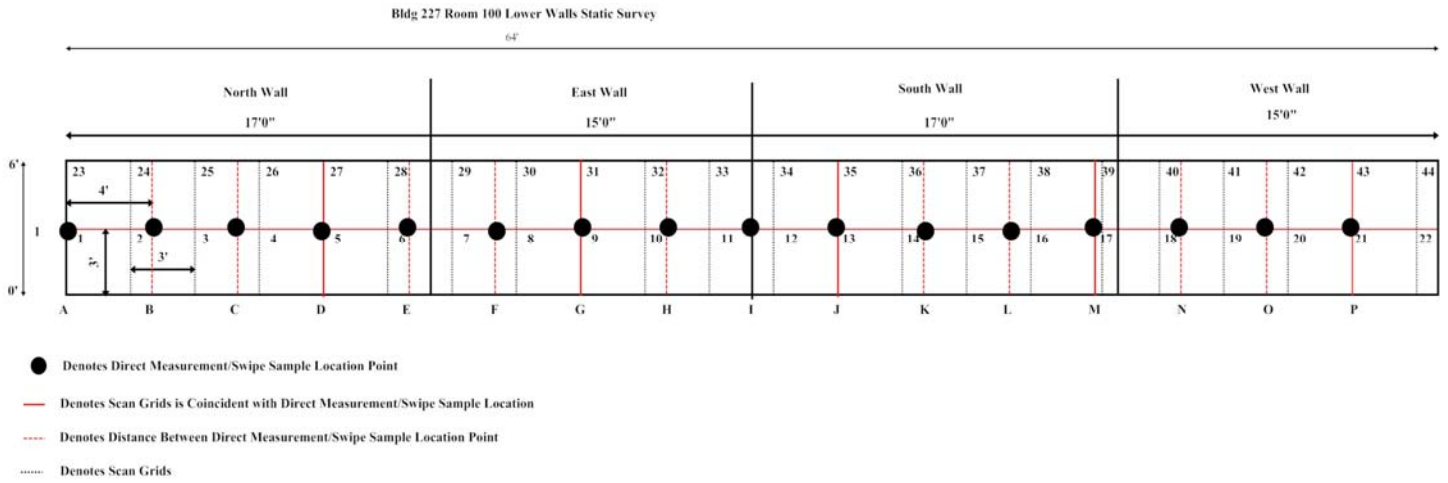 Bldg 227 Room 100 Lower Walls Static Survey
64'
North Wall East Wall South Wall West Wall
17'0" 15'0" 17'0" 15'0"
6'
23 24 25 26 27 28 29 30 31 32 33 34 35 36 37 38 39 40 41 42 43 44
4'
1
1 2 3 4 5 6 7 8 9 10 11 12 13 14 15 16 17 18 19 20 21 22
3'
3'
0'
A B C D E F G H I J K L M N O P
Denotes Direct Measurement/Swipe Sample Location Point
Denotes Scan Grids is Coincident with Direct Measurement/Swipe Sample Location
Denotes Distance Between Direct Measurement/Swipe Sample Location Point
Denotes Scan Grids